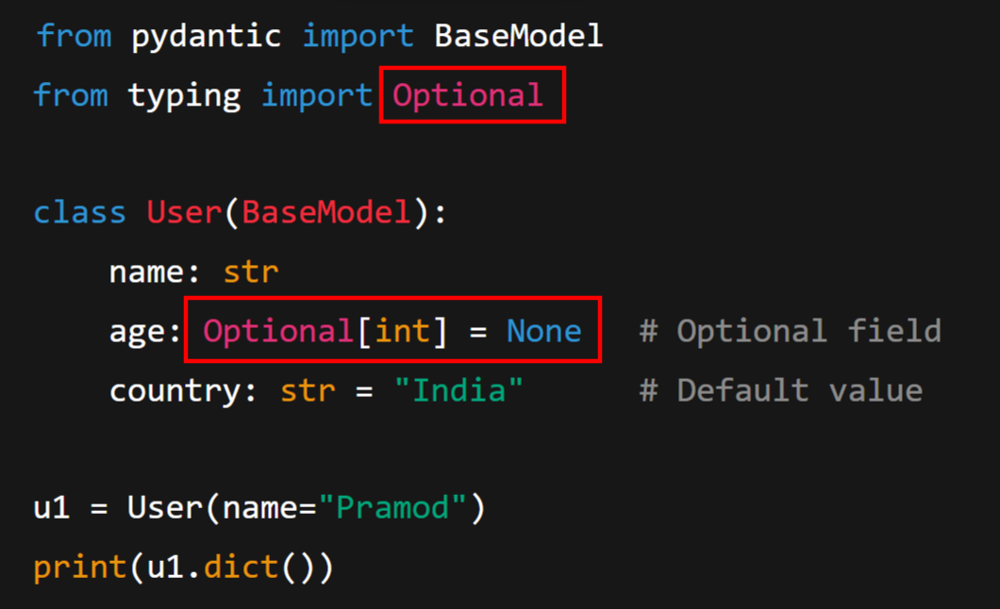 from pydantic import BaseModel
from typing import Optional
class User(BaseModel):
    name: str
    age: Optional[int] = None   # Optional field
    country: str = "India"      # Default value
u1 = User(name="Pramod")
print(u1.dict())